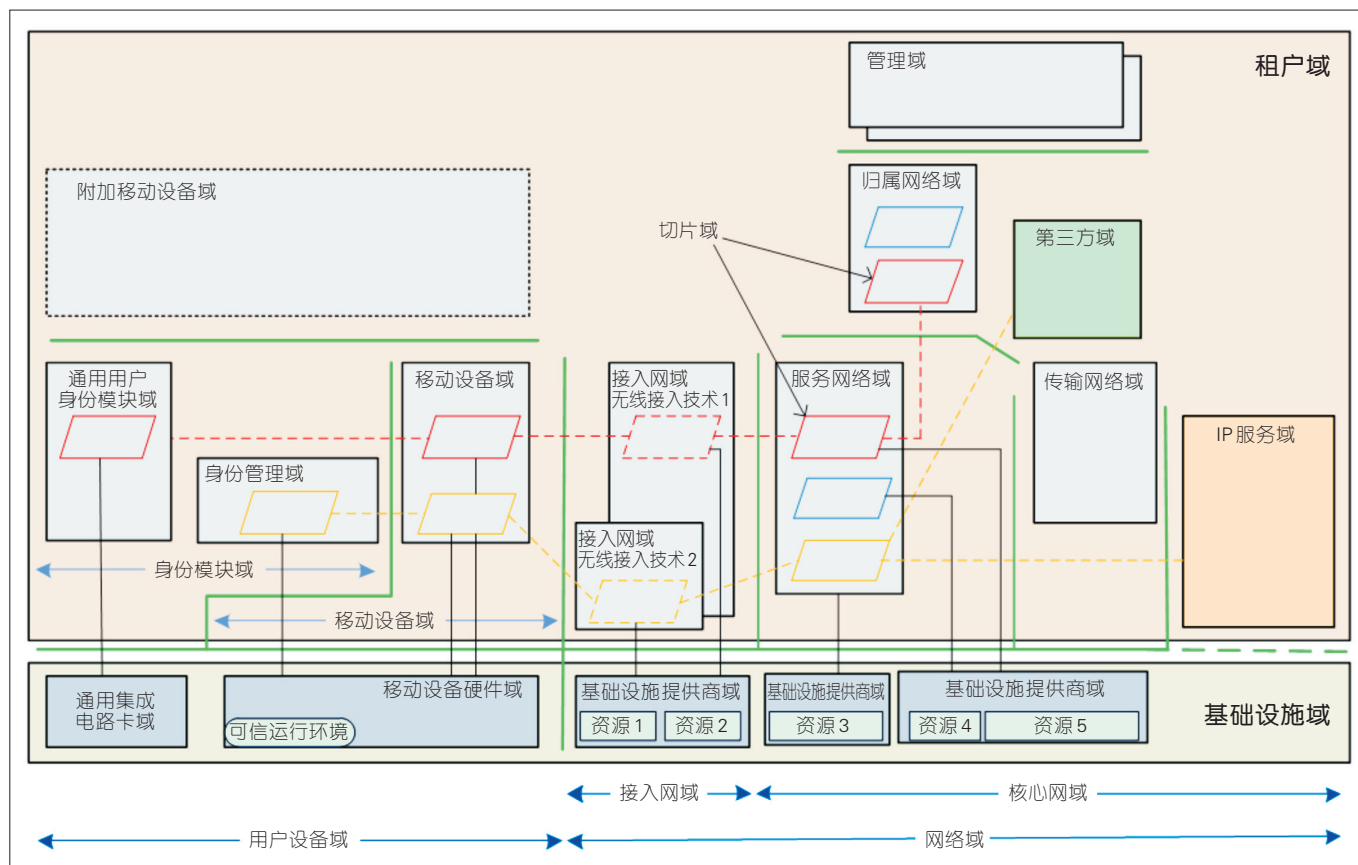 管理域
租户域
附加移动设备域
归属网络域
切片域
第三方域
通用用户
身份模块域
移动设备域
接入网域
无线接入技术1
服务网络域
传输网络域
IP服务域
身份管理域
接入网域
无线接入技术2
身份模块域
移动设备域
通用集成
电路卡域
移动设备硬件域
可信运行环境
基础设施提供商域
资源1
资源2
基础设施提供商域
资源3
基础设施提供商域
资源4
资源5
基础设施域
接入网域
核心网域
用户设备域
网络域